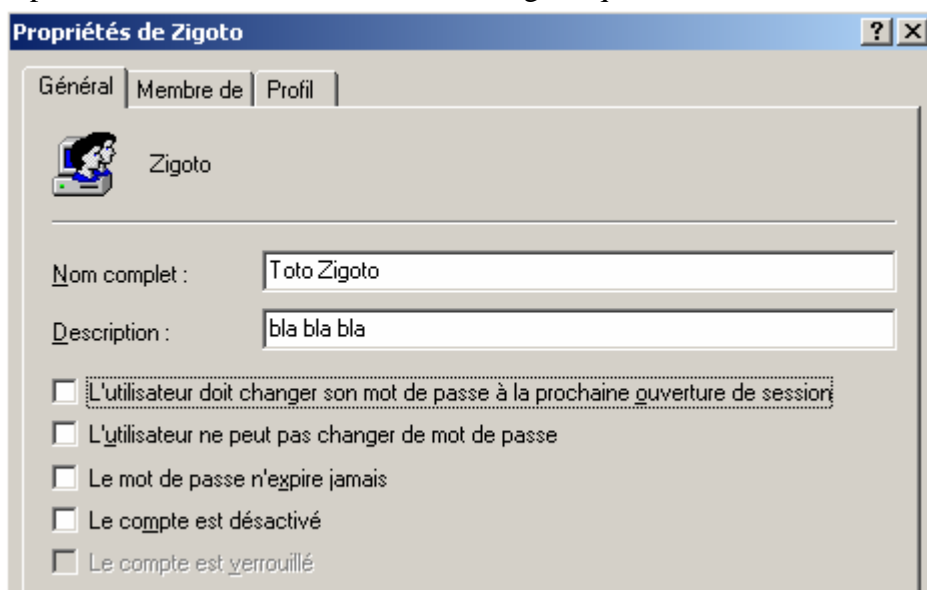 Propriétés de Zigoto
Général Membre de Profil
Zigoto
Nom complet : Toto Zigoto
Description : bla bla bla
L'utilisateur doit changer son mot de passe à la prochaine ouverture de session
L'utilisateur ne peut pas changer de mot de passe
Le mot de passe n'expire jamais
Le compte est désactivé
Le compte est verrouillé